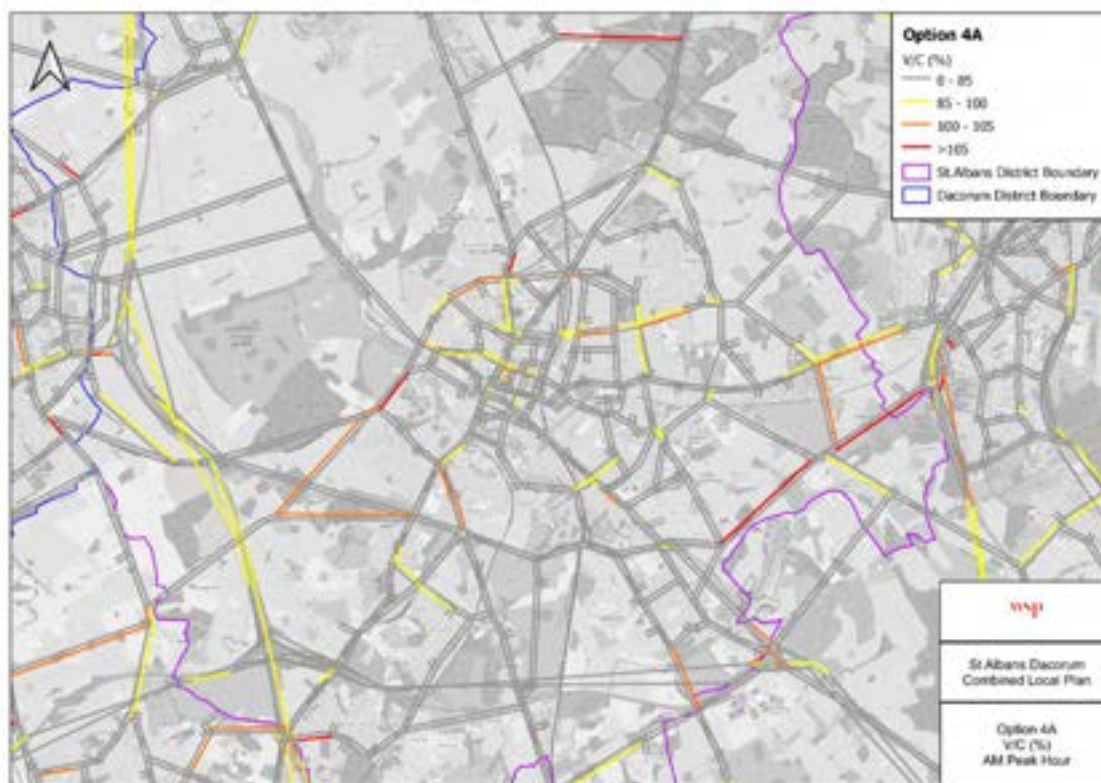 Option 4A
V/C (%)
0 - 85
85 - 100
100 - 105
>105
St.Albans District Boundary
Dacorum District Boundary
wsp
St Albans Dacorum
Combined Local Plan
Option 4A
V/C (%)
AM Peak Hour